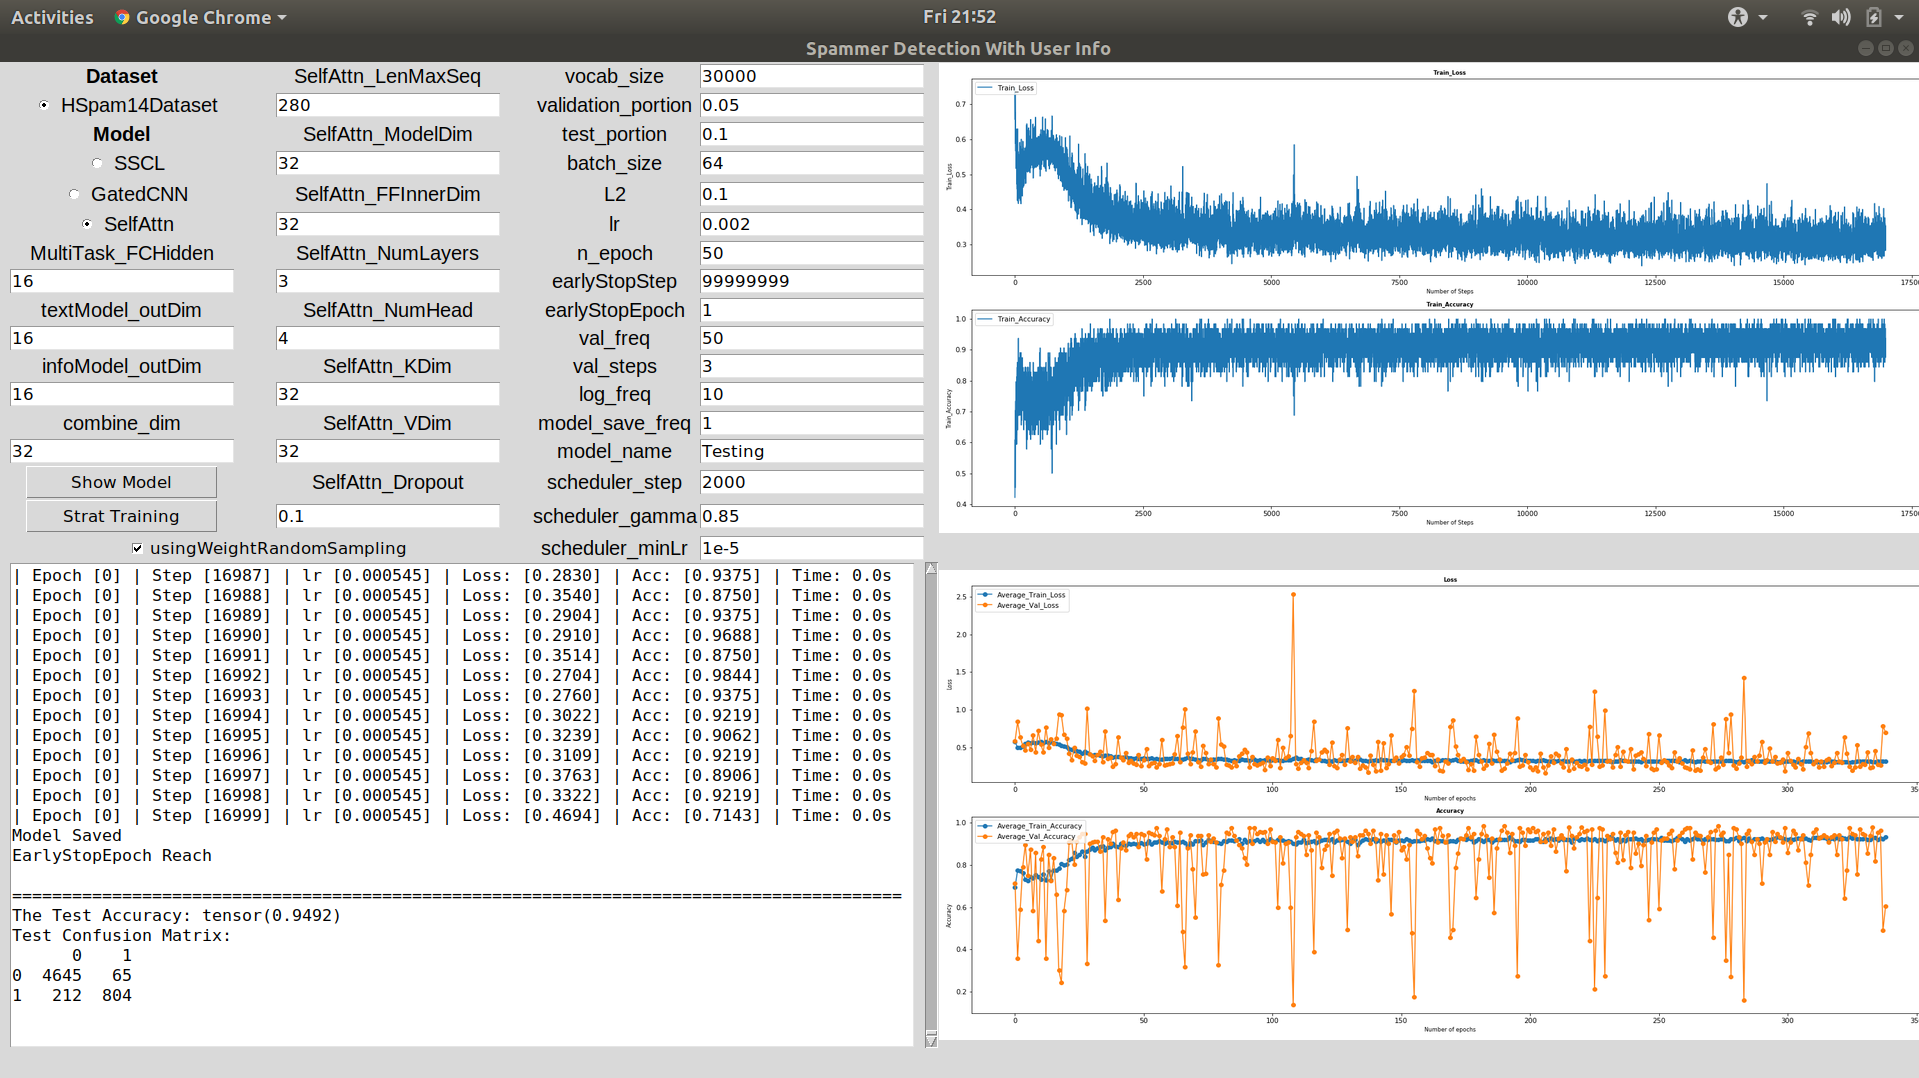 Activities
Google Chrome
Fri 21:52
Spammer Detection With User Info
Dataset
HSpam14Dataset
Model
SSCL
GatedCNN
SelfAttn
MultiTask_FCHidden
16
textModel_outDim
16
infoModel_outDim
16
combine_dim
32
Show Model
Strat Training
usingWeightRandomSampling
SelfAttn_LenMaxSeq
280
SelfAttn_ModelDim
32
SelfAttn_FFInnerDim
32
SelfAttn_NumLayers
3
SelfAttn_NumHead
4
SelfAttn_KDim
32
SelfAttn_VDim
32
SelfAttn_Dropout
0.1
vocab_size 30000
validation_portion 0.05
test_portion 0.1
batch_size 64
L2 0.1
lr 0.002
n_epoch 50
earlyStopStep 99999999
earlyStopEpoch 1
val_freq 50
val_steps 3
log_freq 10
model_save_freq 1
model_name Testing
scheduler_step 2000
scheduler_gamma 0.85
scheduler_minLr 1e-5
| Epoch [0] | Step [16987] | lr [0.000545] | Loss: [0.2830] | Acc: [0.9375] | Time: 0.0s
| Epoch [0] | Step [16988] | lr [0.000545] | Loss: [0.3540] | Acc: [0.8750] | Time: 0.0s
| Epoch [0] | Step [16989] | lr [0.000545] | Loss: [0.2904] | Acc: [0.9375] | Time: 0.0s
| Epoch [0] | Step [16990] | lr [0.000545] | Loss: [0.2910] | Acc: [0.9688] | Time: 0.0s
| Epoch [0] | Step [16991] | lr [0.000545] | Loss: [0.3514] | Acc: [0.8750] | Time: 0.0s
| Epoch [0] | Step [16992] | lr [0.000545] | Loss: [0.2704] | Acc: [0.9844] | Time: 0.0s
| Epoch [0] | Step [16993] | lr [0.000545] | Loss: [0.2760] | Acc: [0.9375] | Time: 0.0s
| Epoch [0] | Step [16994] | lr [0.000545] | Loss: [0.3022] | Acc: [0.9219] | Time: 0.0s
| Epoch [0] | Step [16995] | lr [0.000545] | Loss: [0.3239] | Acc: [0.9062] | Time: 0.0s
| Epoch [0] | Step [16996] | lr [0.000545] | Loss: [0.3109] | Acc: [0.9219] | Time: 0.0s
| Epoch [0] | Step [16997] | lr [0.000545] | Loss: [0.3763] | Acc: [0.8906] | Time: 0.0s
| Epoch [0] | Step [16998] | lr [0.000545] | Loss: [0.3322] | Acc: [0.9219] | Time: 0.0s
| Epoch [0] | Step [16999] | lr [0.000545] | Loss: [0.4694] | Acc: [0.7143] | Time: 0.0s
Model Saved
EarlyStopEpoch Reach
=========================================================================================
The Test Accuracy: tensor(0.9492)
Test Confusion Matrix:
0 1
0 4645 65
1 212 804
Train_Loss
Train_Loss
0.7
0.6
0.5
0.4
0.3
Train_Loss
0 2500 5000 7500 10000 12500 15000 17500
Number of Steps
Train_Accuracy
Train_Accuracy
1.0
0.9
0.8
0.7
0.6
0.5
0.4
Train_Accuracy
0 2500 5000 7500 10000 12500 15000 17500
Number of Steps
Loss
Average_Train_Loss
Average_Val_Loss
2.5
2.0
1.5
1.0
0.5
Loss
0 50 100 150 200 250 300 35
Number of epochs
Accuracy
Average_Train_Accuracy
Average_Val_Accuracy
1.0
0.8
0.6
0.4
0.2
Accuracy
0 50 100 150 200 250 300 35
Number of epochs